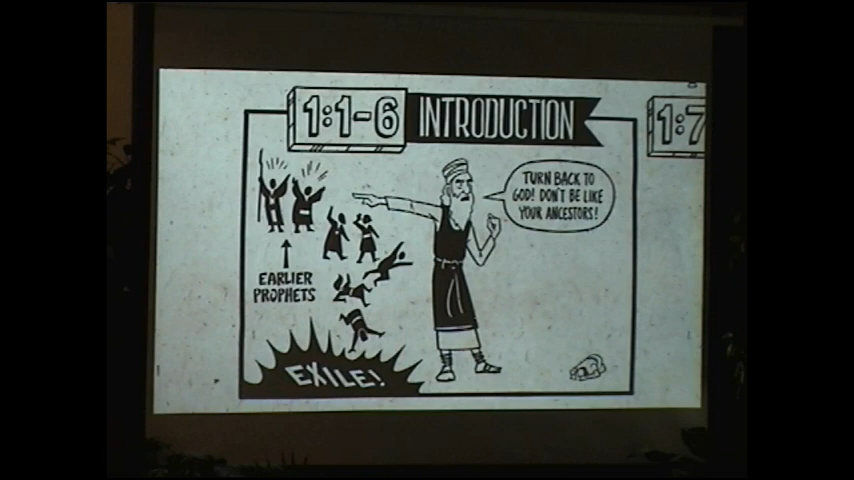 1:1-6 INTRODUCTION
1:7
TURN BACK TO
GOD! DON'T BE LIKE
YOUR ANCESTORS!
EARLIER
PROPHETS
EXILE!